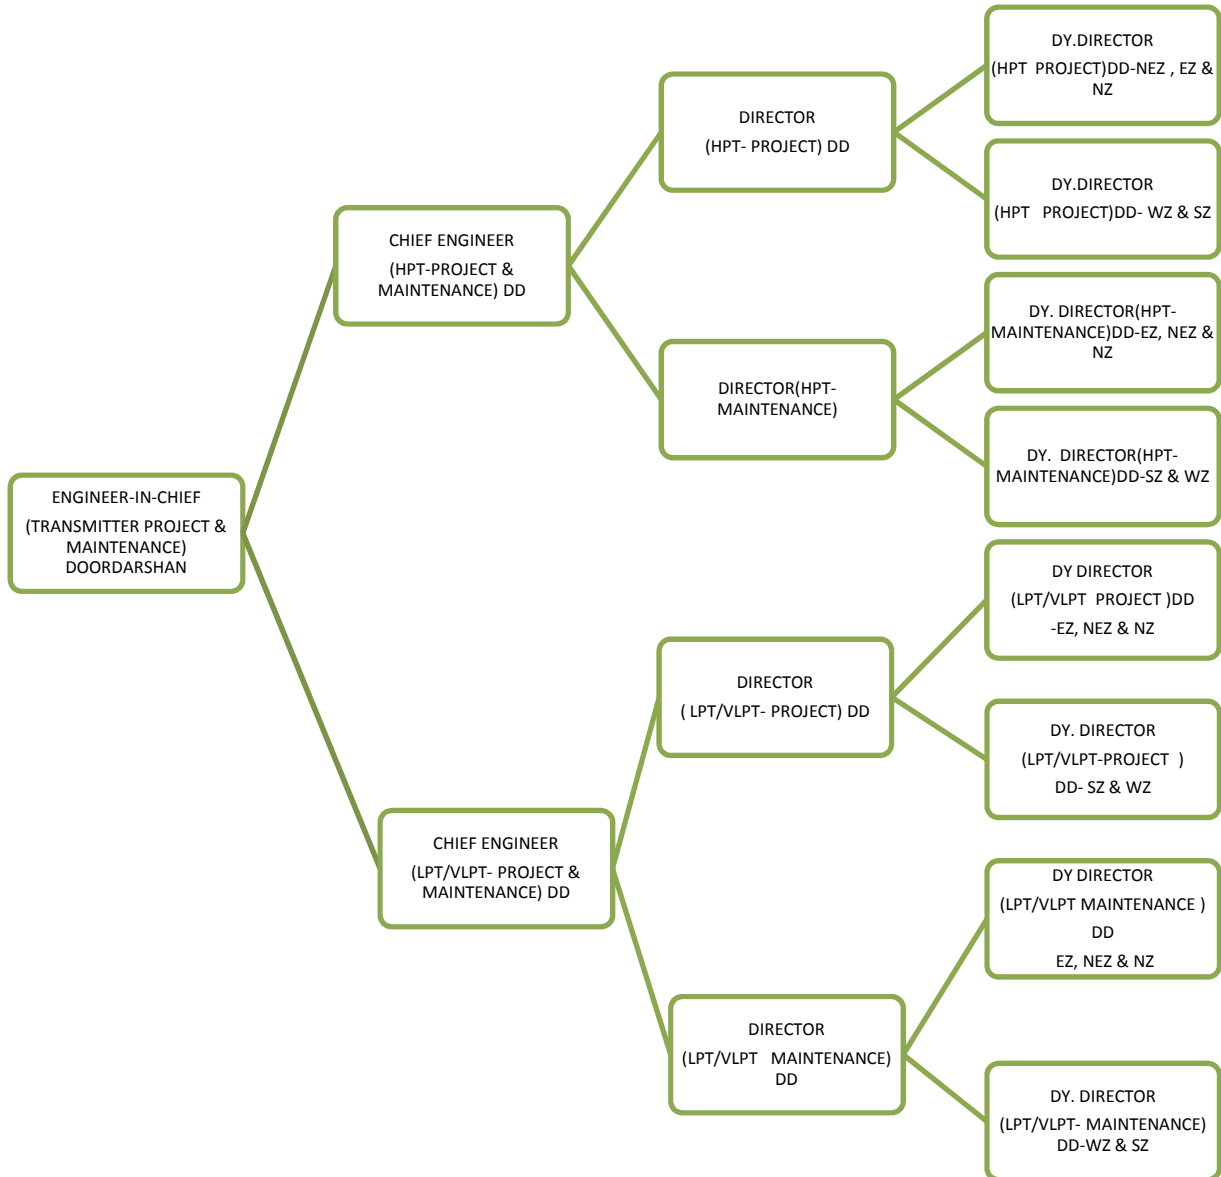 ENGINEER-IN-CHIEF
(TRANSMITTER PROJECT &
MAINTENANCE)
DOORDARSHAN
CHIEF ENGINEER
(HPT-PROJECT &
MAINTENANCE) DD
DIRECTOR
(HPT- PROJECT) DD
DY.DIRECTOR
(HPT PROJECT)DD-NEZ , EZ &
NZ
DY.DIRECTOR
(HPT PROJECT)DD- WZ & SZ
DIRECTOR(HPT-
MAINTENANCE)
DY. DIRECTOR(HPT-
MAINTENANCE)DD-EZ, NEZ &
NZ
DY. DIRECTOR(HPT-
MAINTENANCE)DD-SZ & WZ
CHIEF ENGINEER
(LPT/VLPT- PROJECT &
MAINTENANCE) DD
DIRECTOR
( LPT/VLPT- PROJECT) DD
DY DIRECTOR
(LPT/VLPT PROJECT )DD
-EZ, NEZ & NZ
DY. DIRECTOR
(LPT/VLPT-PROJECT )
DD- SZ & WZ
DIRECTOR
(LPT/VLPT MAINTENANCE)
DD
DY DIRECTOR
(LPT/VLPT MAINTENANCE )
DD
EZ, NEZ & NZ
DY. DIRECTOR
(LPT/VLPT- MAINTENANCE)
DD-WZ & SZ